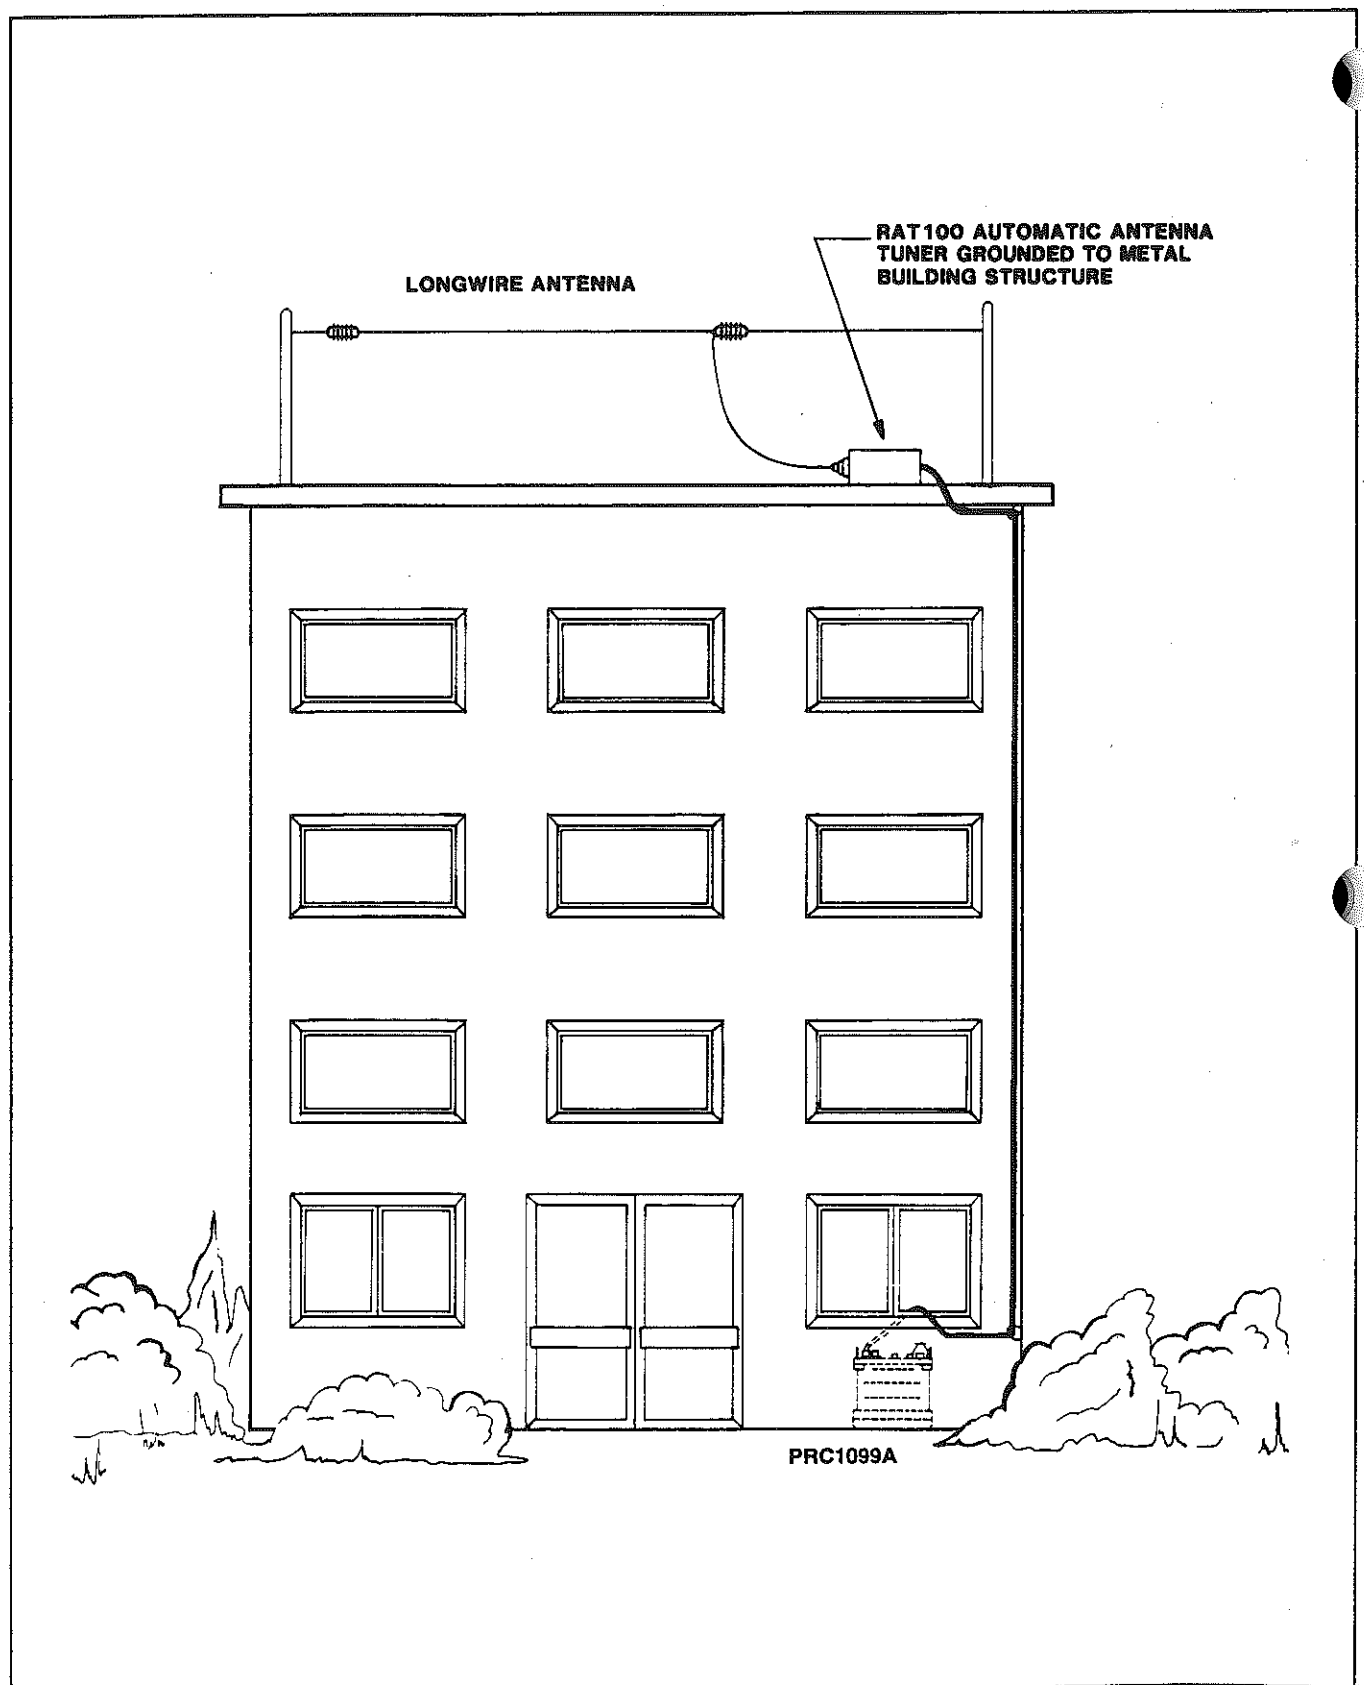 RAT100 AUTOMATIC ANTENNA
TUNER GROUNDED TO METAL
BUILDING STRUCTURE
LONGWIRE ANTENNA
PRC1099A